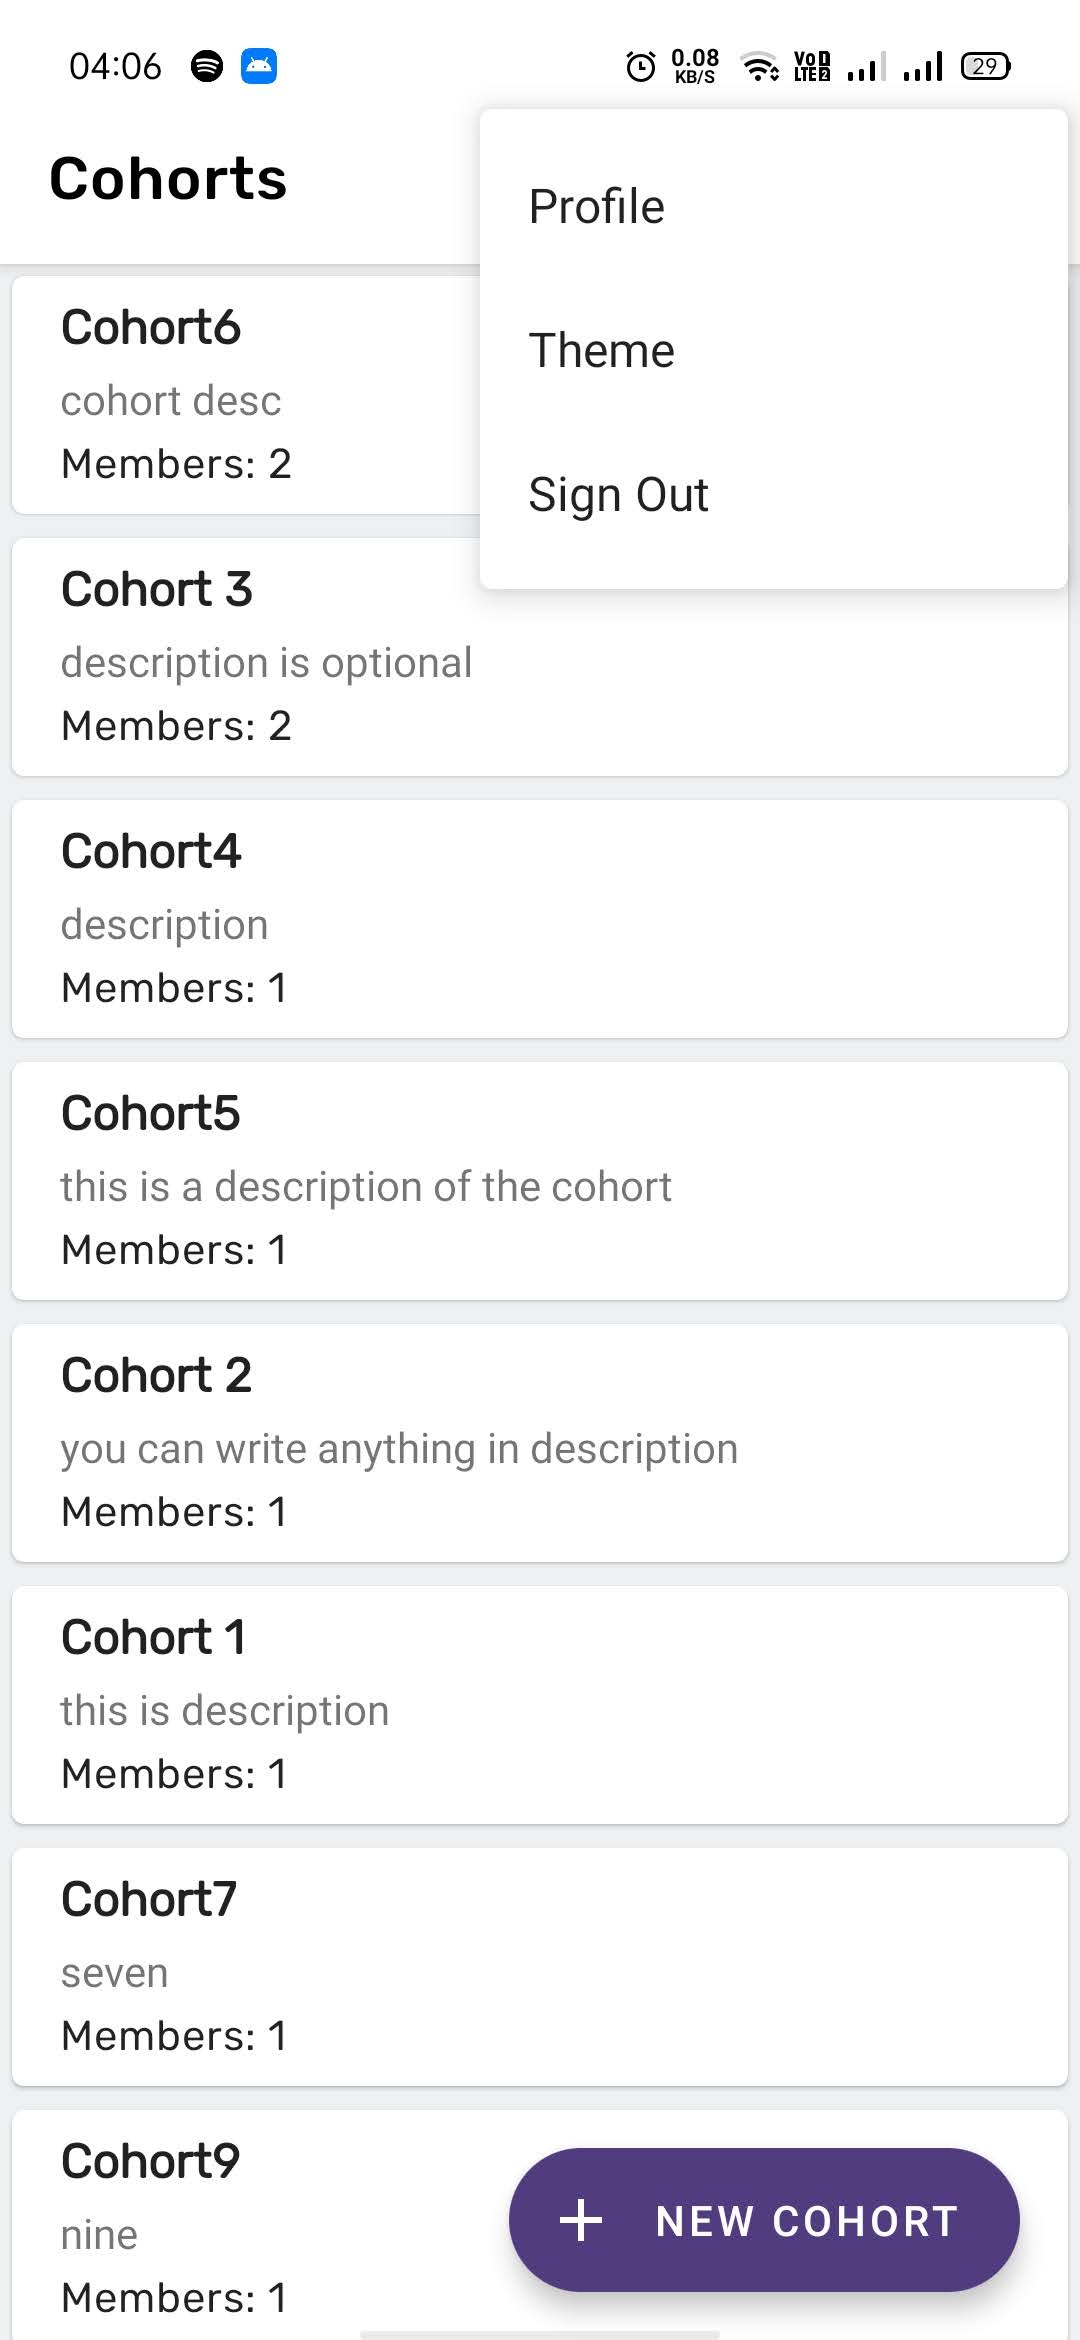 04:06
0.08
KB/S
VoD
LTE2
29
Cohorts
Profile
Theme
Sign Out
Cohort6
cohort desc
Members: 2
Cohort 3
description is optional
Members: 2
Cohort4
description
Members: 1
Cohort5
this is a description of the cohort
Members: 1
Cohort 2
you can write anything in description
Members: 1
Cohort 1
this is description
Members: 1
Cohort7
seven
Members: 1
Cohort9
nine
Members: 1
NEW COHORT